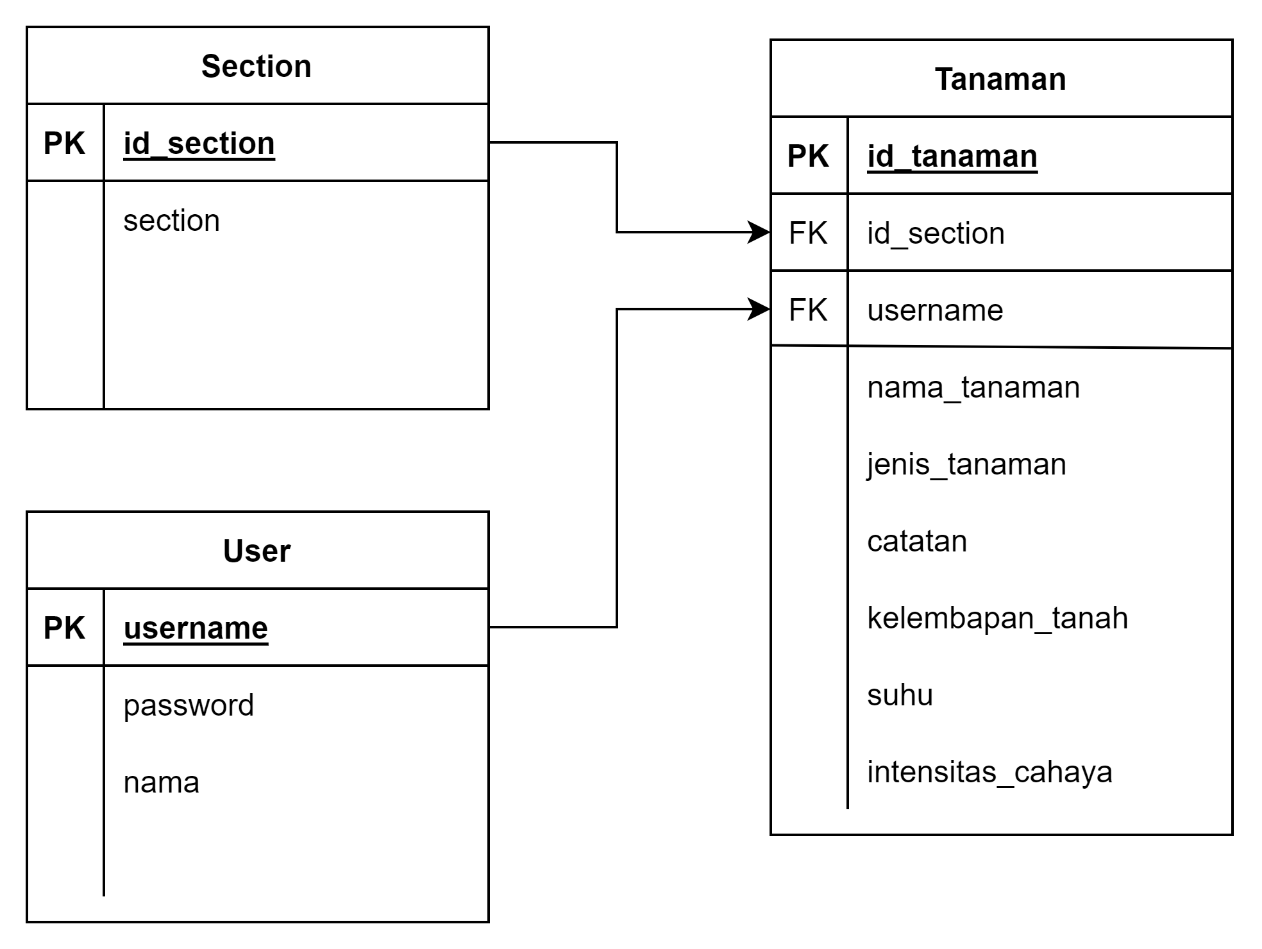 Section
PK id_section
section
User
PK username
password
nama
Tanaman
PK id_tanaman
FK id_section
FK username
nama_tanaman
jenis_tanaman
catatan
kelembapan_tanah
suhu
intensitas_cahaya